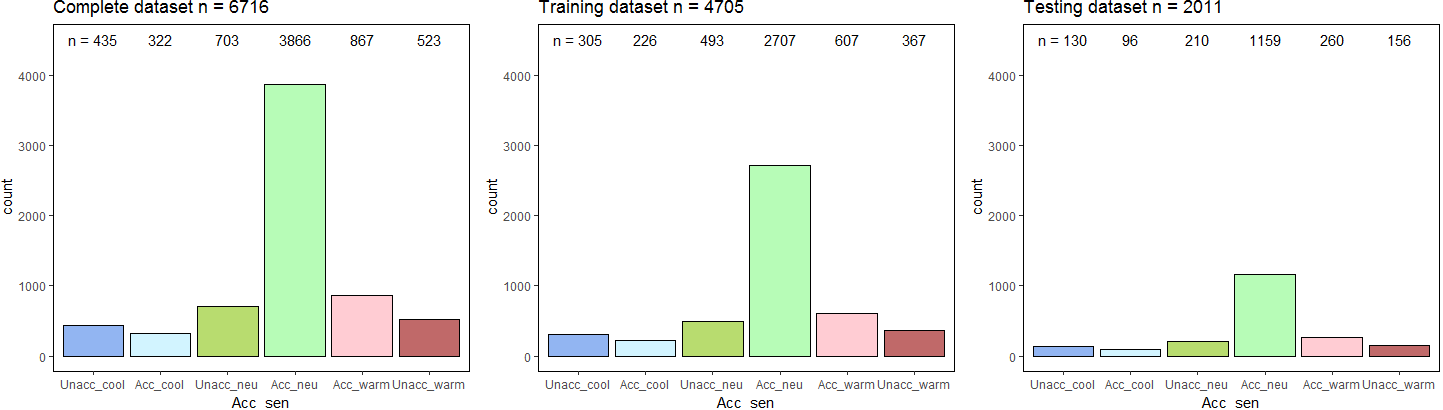 Complete dataset n = 6716
n = 435 322 703 3866 867 523
4000
3000
2000
1000
0
count
Unacc_cool Acc_cool Unacc_neu Acc_neu Acc_warm Unacc_warm
Acc_sen
Training dataset n = 4705
n = 305 226 493 2707 607 367
4000
3000
2000
1000
0
count
Unacc_cool Acc_cool Unacc_neu Acc_neu Acc_warm Unacc_warm
Acc_sen
Testing dataset n = 2011
n = 130 96 210 1159 260 156
4000
3000
2000
1000
0
count
Unacc_cool Acc_cool Unacc_neu Acc_neu Acc_warm Unacc_warm
Acc_sen